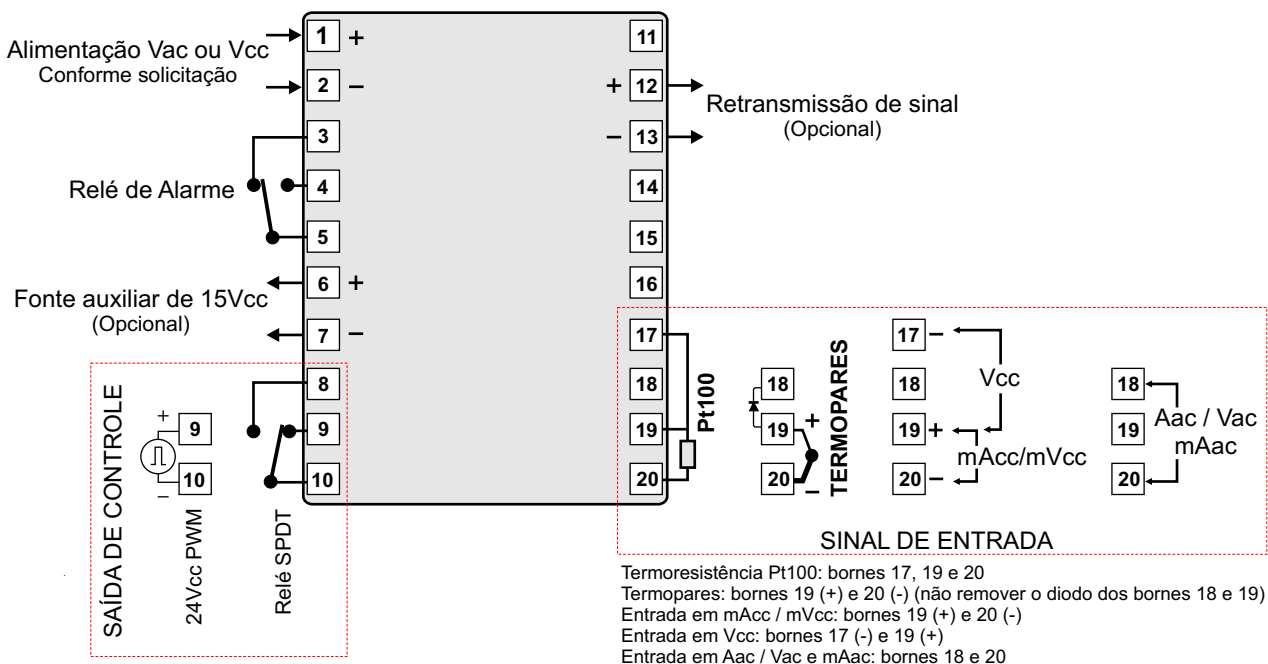 Alimentação Vac ou Vcc
Conforme solicitação
1 +
2 −
3
Relé de Alarme
4
5
Fonte auxiliar de 15Vcc
(Opcional)
6 +
7 −
8
9
10
SAÍDA DE CONTROLE
+
9
10
−
24Vcc PWM
Relé SPDT
11
+ 12
− 13
Retransmissão de sinal
(Opcional)
14
15
16
17
18
19
20
Pt100
18
19 +
20 −
TERMOPARES
17 −
18
19 +
20 −
Vcc
mAcc/mVcc
18
19
20
Aac / Vac
mAac
SINAL DE ENTRADA
Termoresistência Pt100: bornes 17, 19 e 20
Termopares: bornes 19 (+) e 20 (-) (não remover o diodo dos bornes 18 e 19)
Entrada em mAcc / mVcc: bornes 19 (+) e 20 (-)
Entrada em Vcc: bornes 17 (-) e 19 (+)
Entrada em Aac / Vac e mAac: bornes 18 e 20